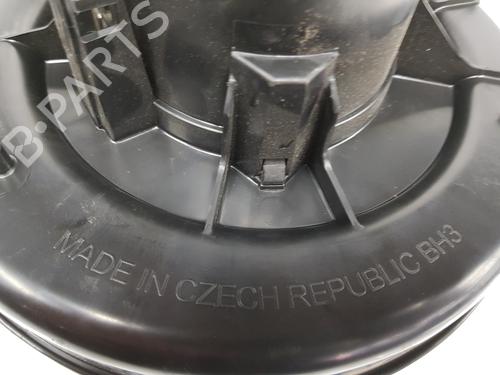 B-PARTS
MADE IN CZECH REPUBLIC BH3